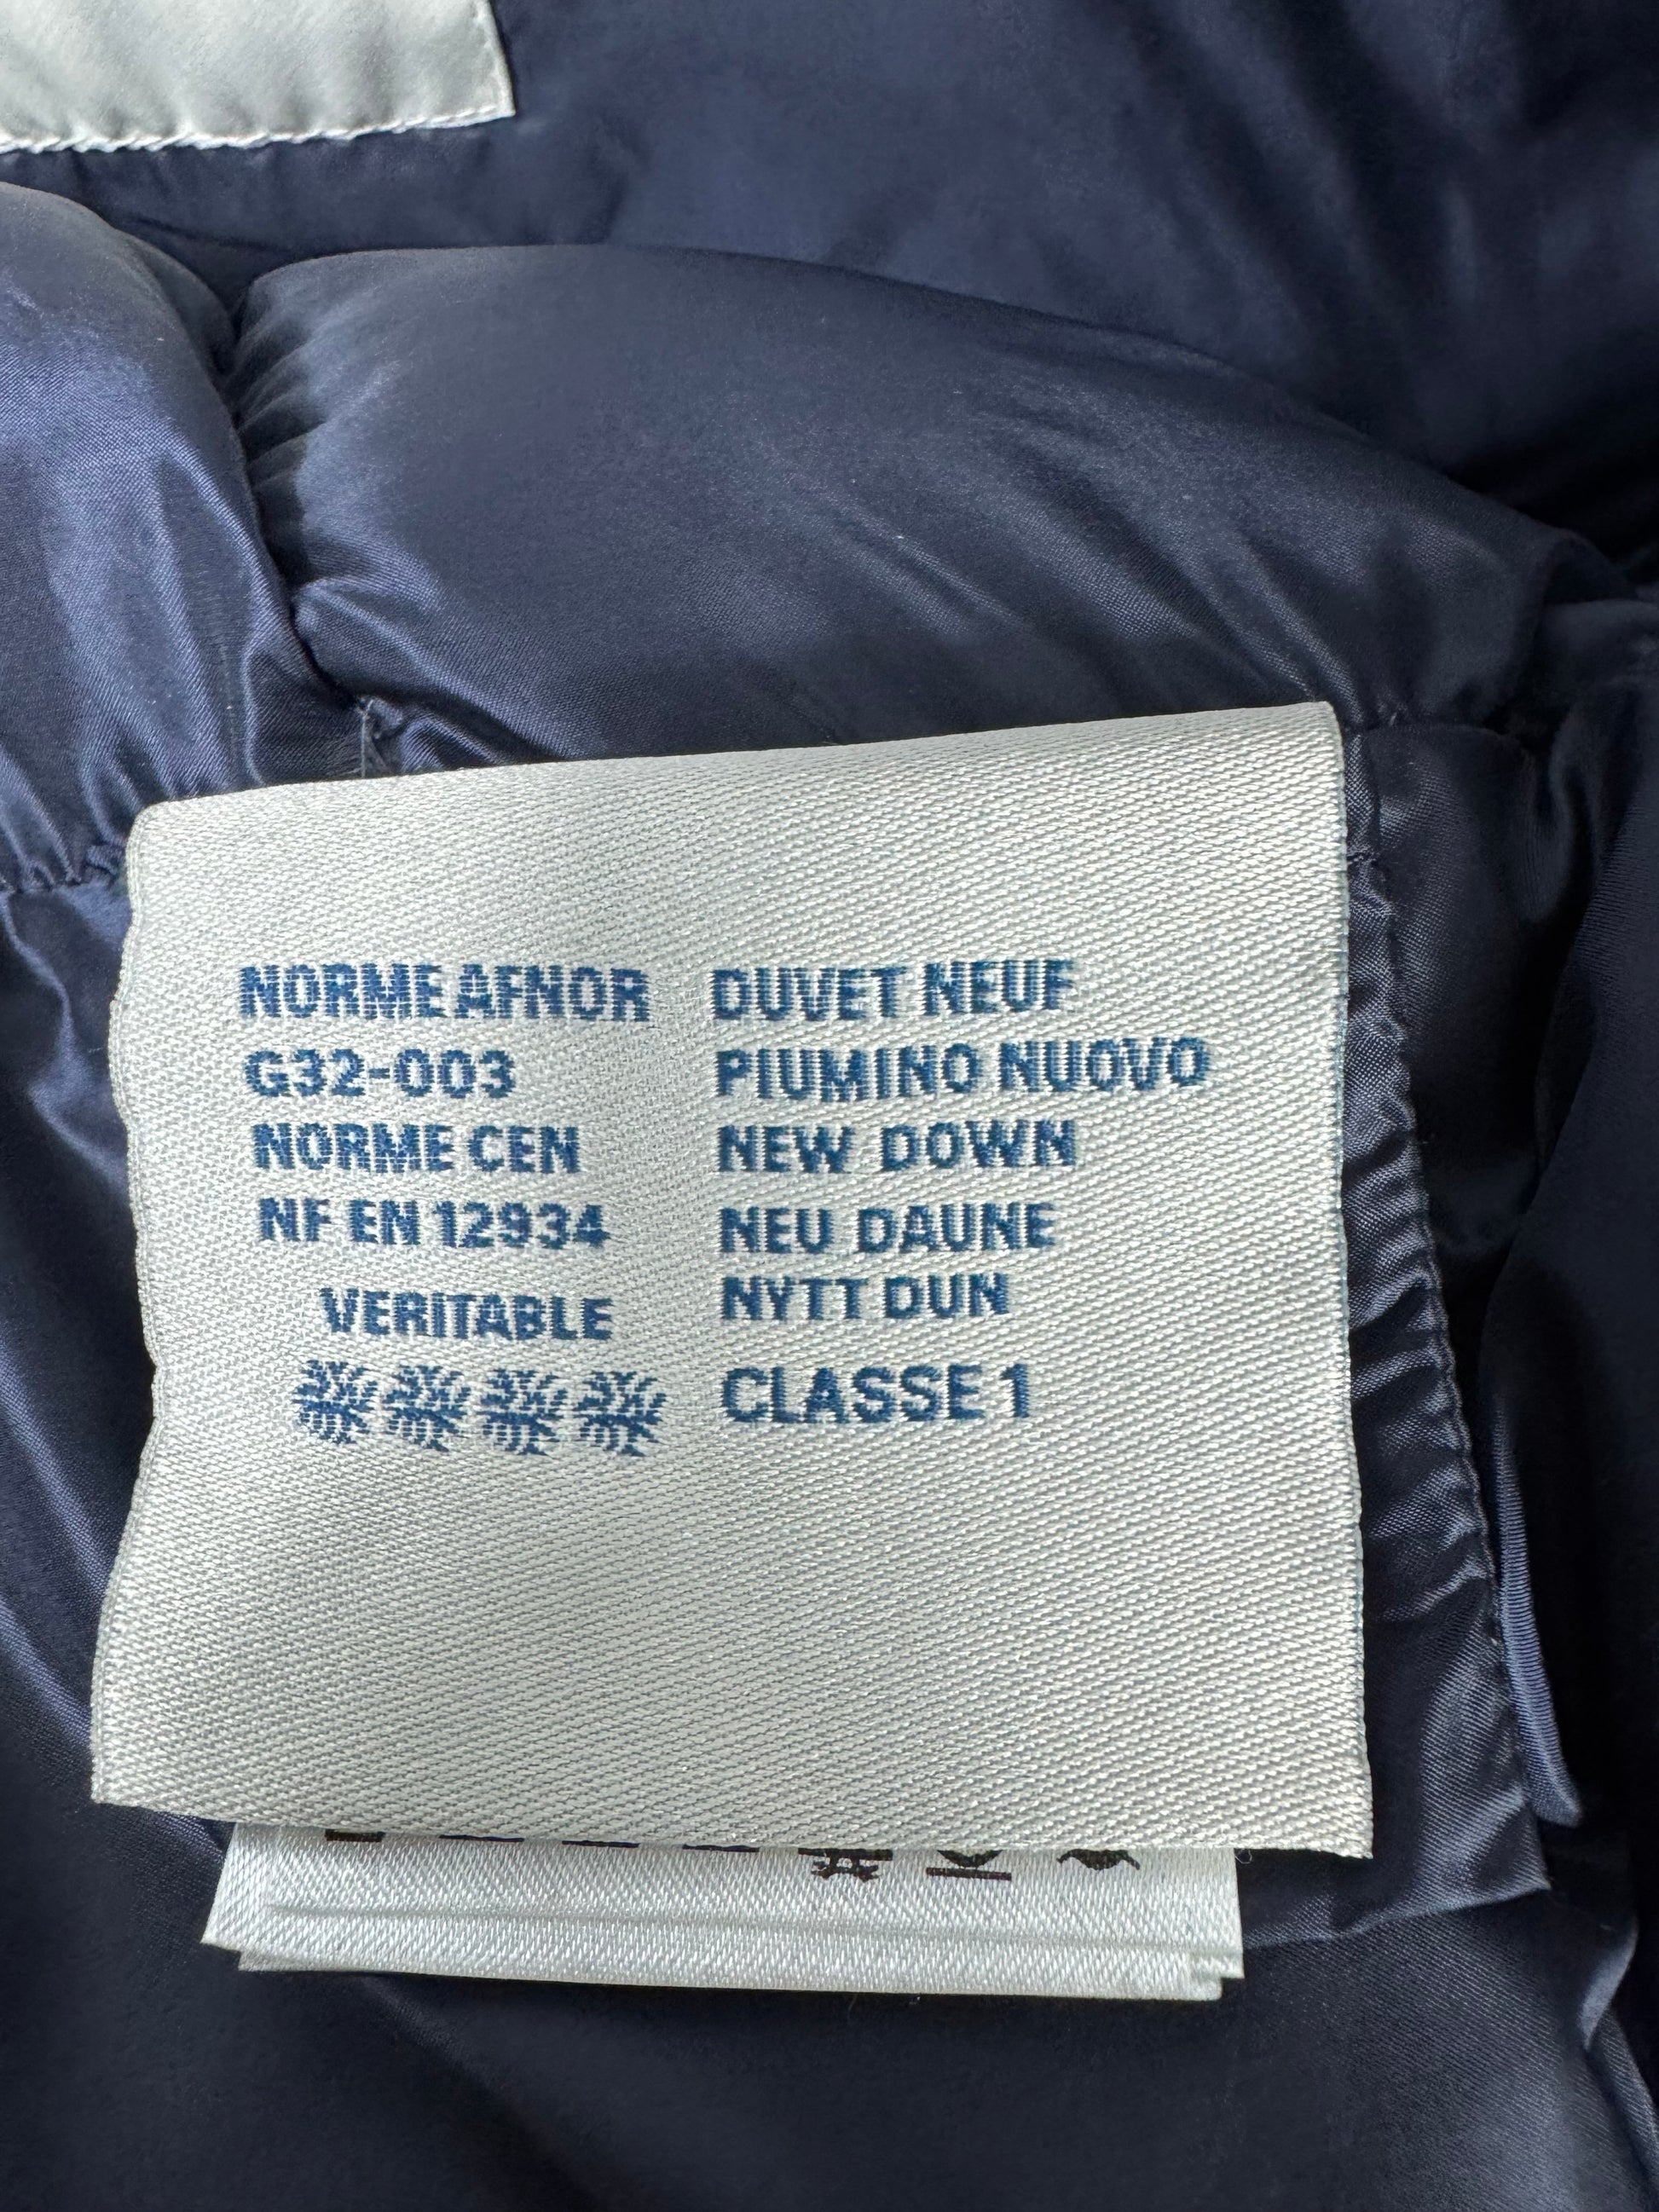 NORME AFNOR
G32-003
NORME CEN
NF EN 12934
VERITABLE
DUVET NEUF
PIUMINO NUOVO
NEW DOWN
NEU DAUNE
NYTT DUN
CLASSE 1